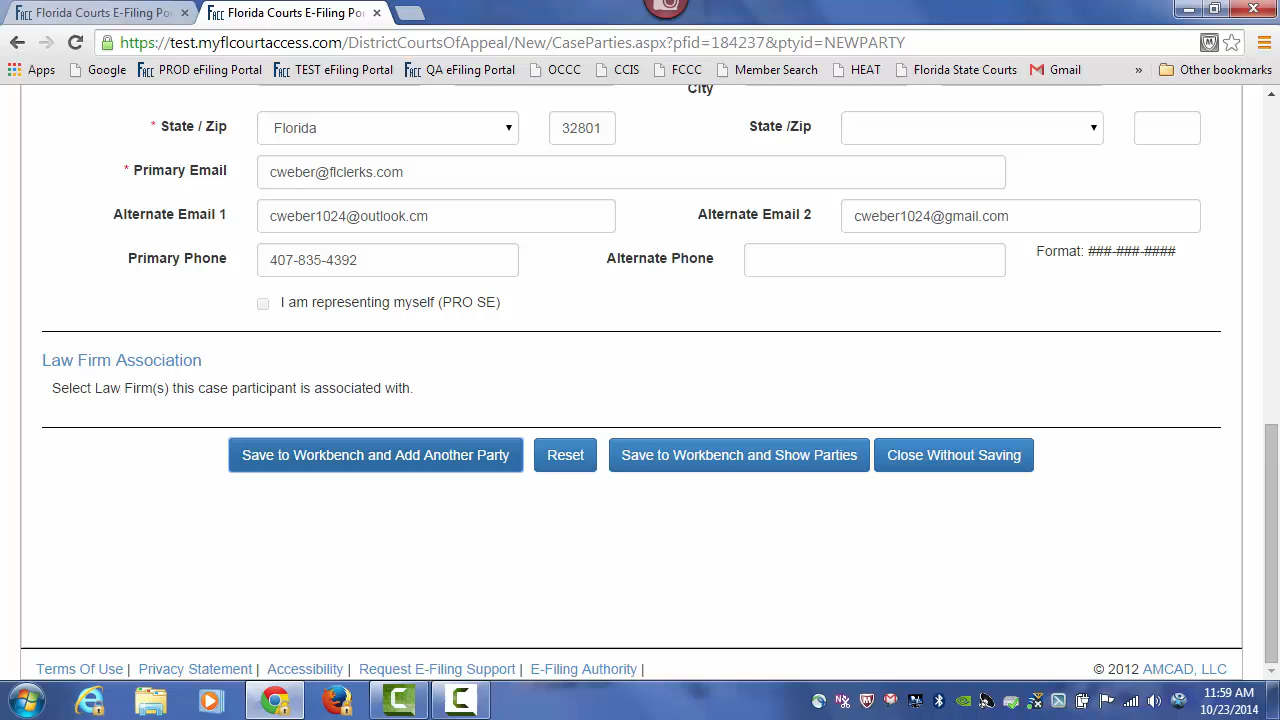 Florida Courts E-Filing Po
Florida Courts E-Filing Po
https://test.myflcourtaccess.com/DistrictCourtsOfAppeal/New/CaseParties.aspx?pfid=184237&ptyid=NEWPARTY
Apps Google PROD eFiling Portal TEST eFiling Portal QA eFiling Portal OCCC CCIS FCCC Member Search HEAT Florida State Courts Gmail » Other bookmarks
City
* State / Zip Florida 32801 State /Zip
* Primary Email cweber@flclerks.com
Alternate Email 1 cweber1024@outlook.cm Alternate Email 2 cweber1024@gmail.com
Primary Phone 407-835-4392 Alternate Phone Format: ###-###-####
I am representing myself (PRO SE)
Law Firm Association
Select Law Firm(s) this case participant is associated with.
Save to Workbench and Add Another Party Reset Save to Workbench and Show Parties Close Without Saving
Terms Of Use | Privacy Statement | Accessibility | Request E-Filing Support | E-Filing Authority | © 2012 AMCAD, LLC
11:59 AM
10/23/2014